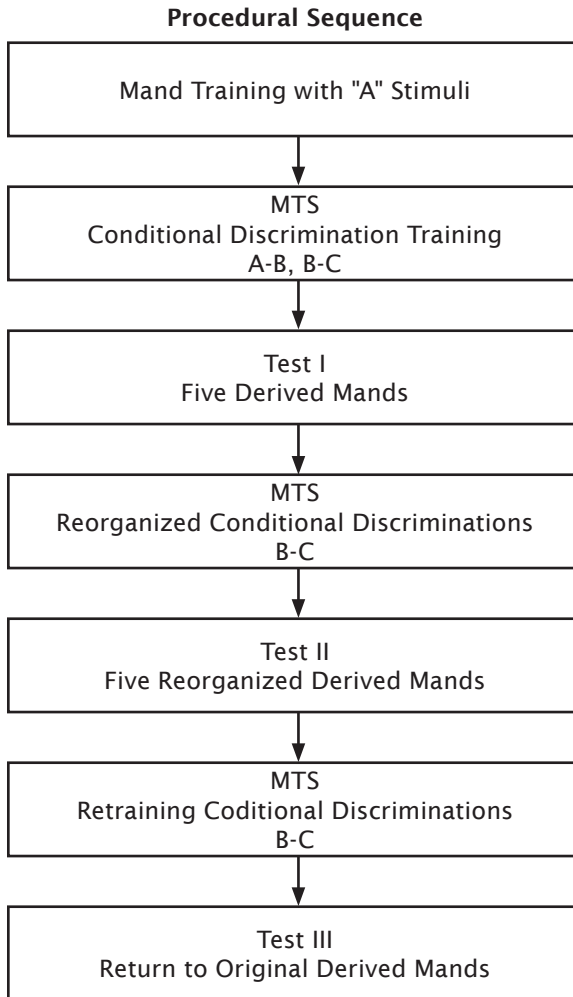 Procedural Sequence
Mand Training with "A" Stimuli
MTS
Conditional Discrimination Training
A-B, B-C
Test I
Five Derived Mands
MTS
Reorganized Conditional Discriminations
B-C
Test II
Five Reorganized Derived Mands
MTS
Retraining Coditional Discriminations
B-C
Test III
Return to Original Derived Mands